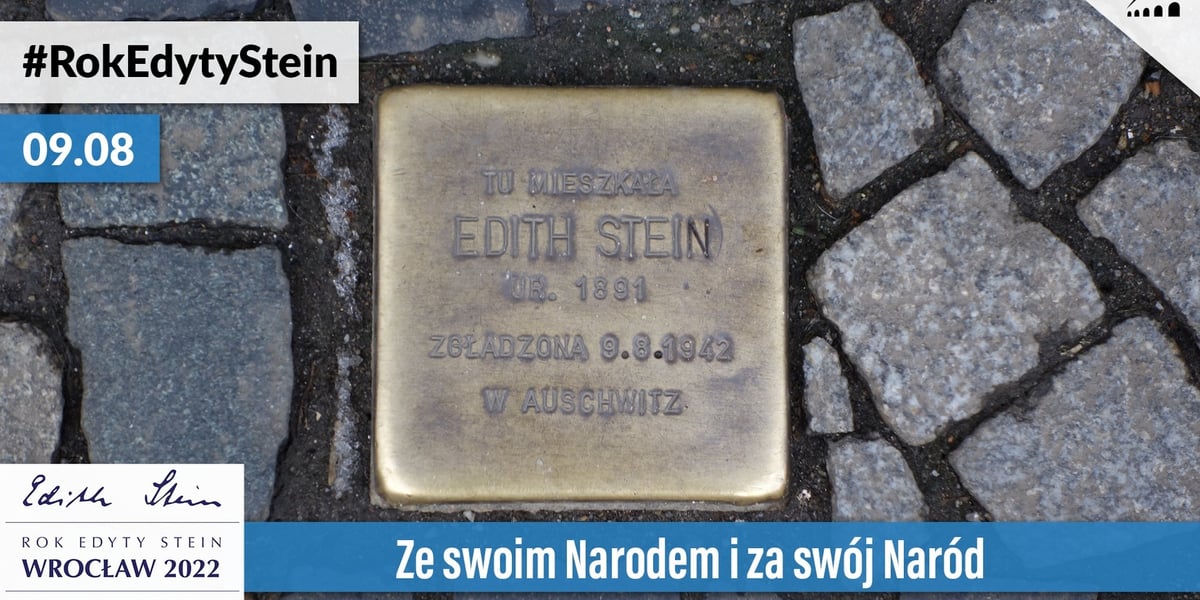 #RokEdytyStein
09.08
TU MIESZKAŁA
EDITH STEIN
UR. 1891
ZGŁADZONA 9.8.1942
W AUSCHWITZ
Edith Stein
ROK EDYTY STEIN
WROCŁAW 2022
Ze swoim Narodem i za swój Naród